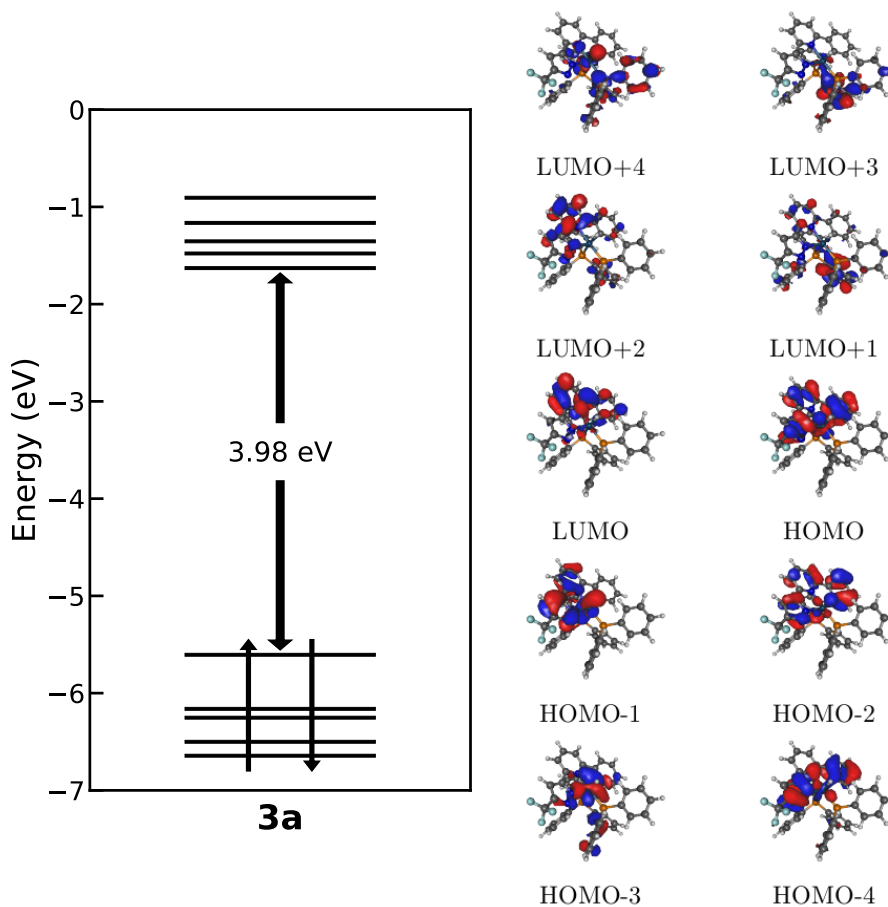 Energy (eV)
0
−1
−2
−3
−4
−5
−6
−7
3.98 eV
3a
LUMO+4 LUMO+3
LUMO+2 LUMO+1
LUMO HOMO
HOMO-1 HOMO-2
HOMO-3 HOMO-4